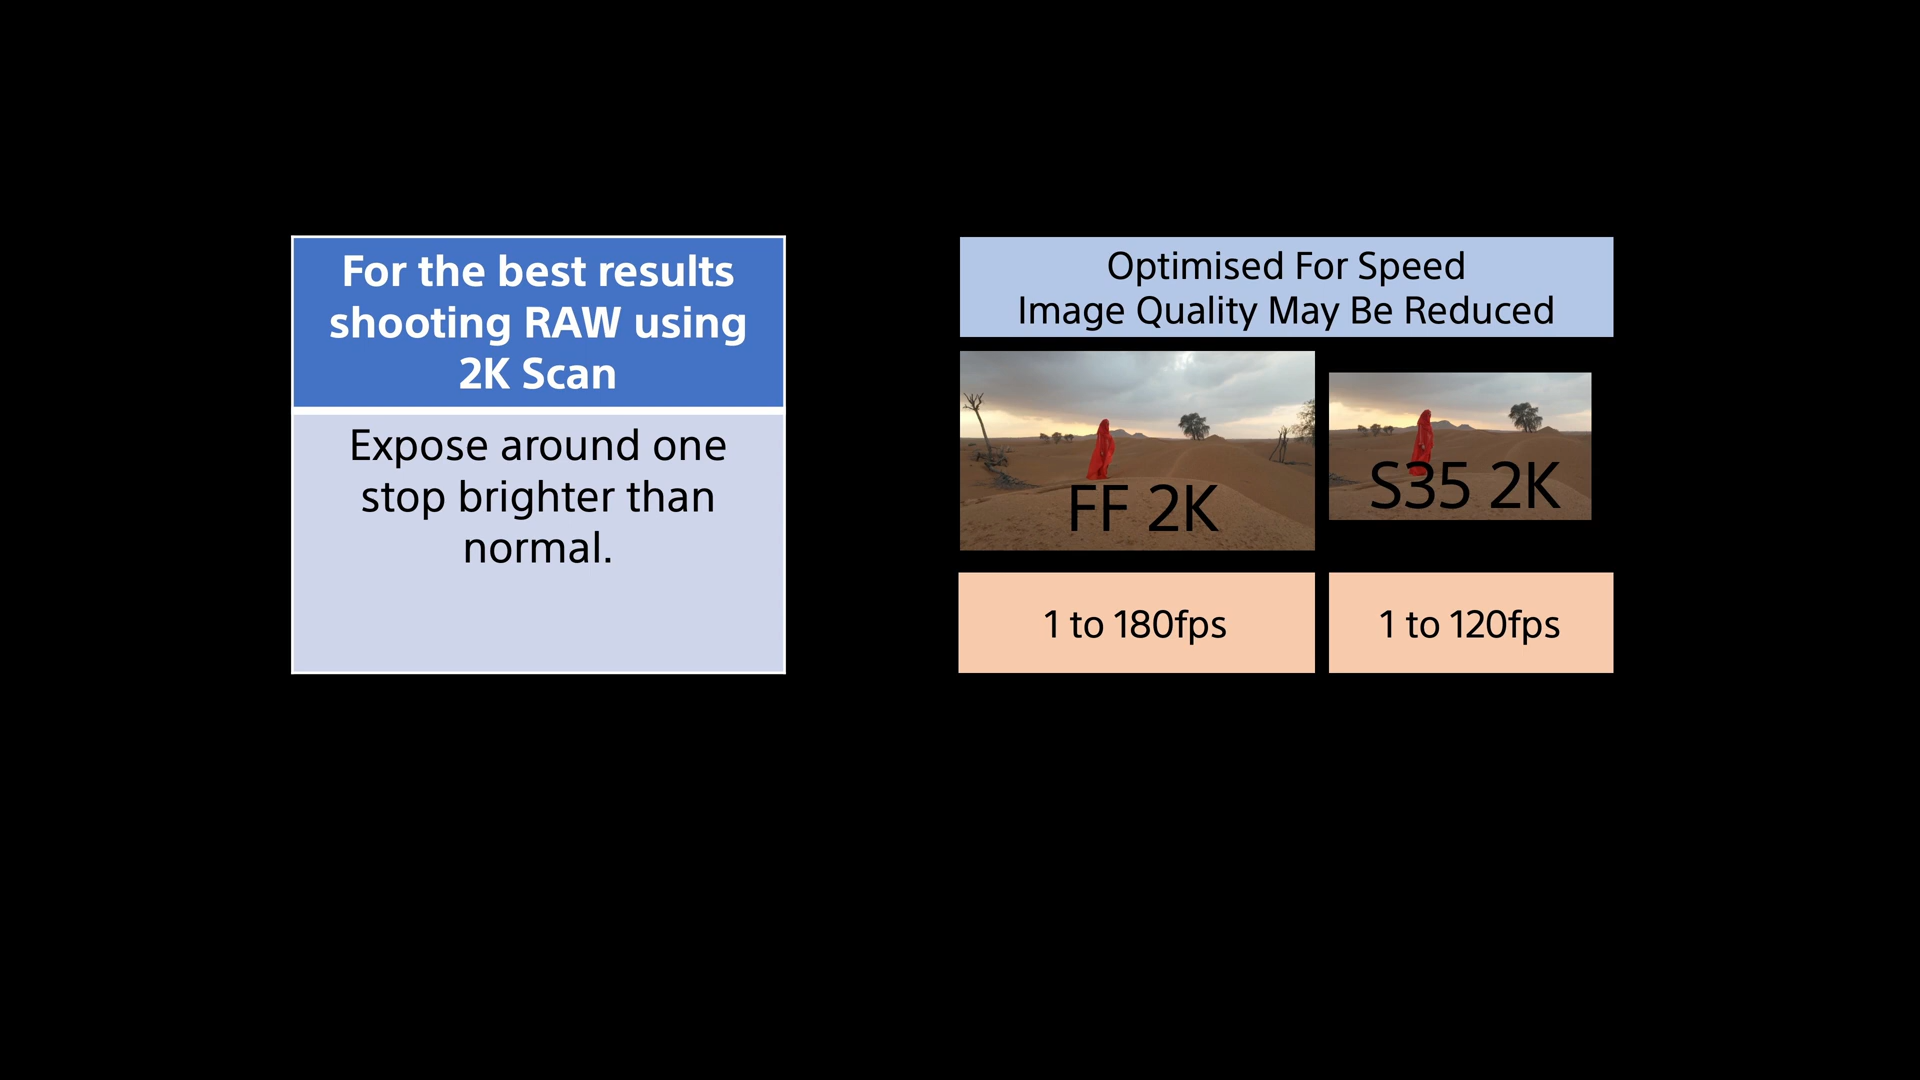 For the best results
shooting RAW using
2K Scan
Expose around one
stop brighter than
normal.
Optimised For Speed
Image Quality May Be Reduced
FF 2K
S35 2K
1 to 180fps
1 to 120fps